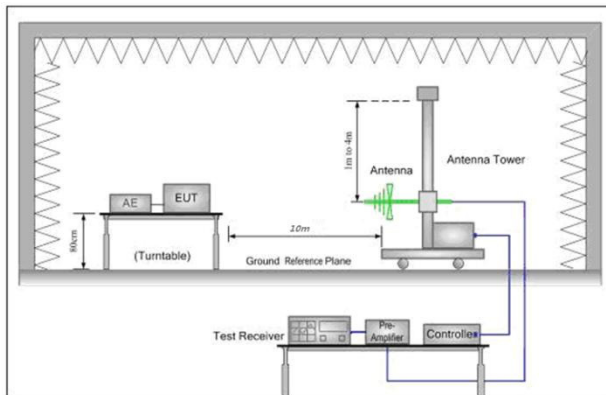 1m to 4m
Antenna
Antenna Tower
AE
EUT
80cm
(Turntable)
10m
Ground Reference Plane
Test Receiver
Pre-
Amplifier
Controller